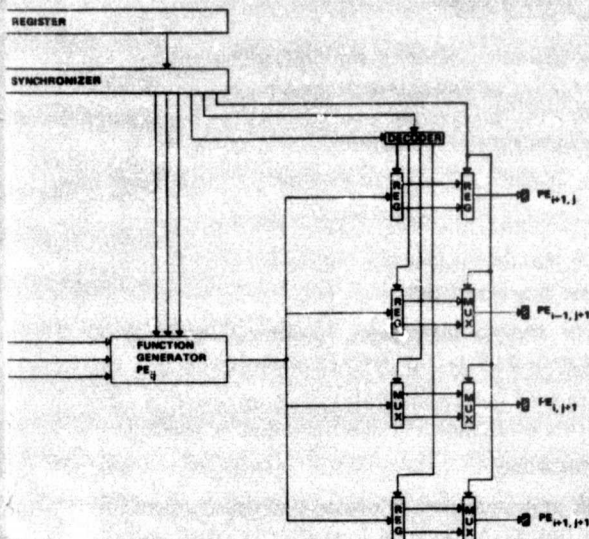 REGISTER
SYNCHRONIZER
DECODER
REG
REG
PE i+1, j
REG
MUX
PE i-1, j+1
FUNCTION
GENERATOR
PE ij
MUX
MUX
PE i, j+1
REG
MUX
PE i+1, j+1